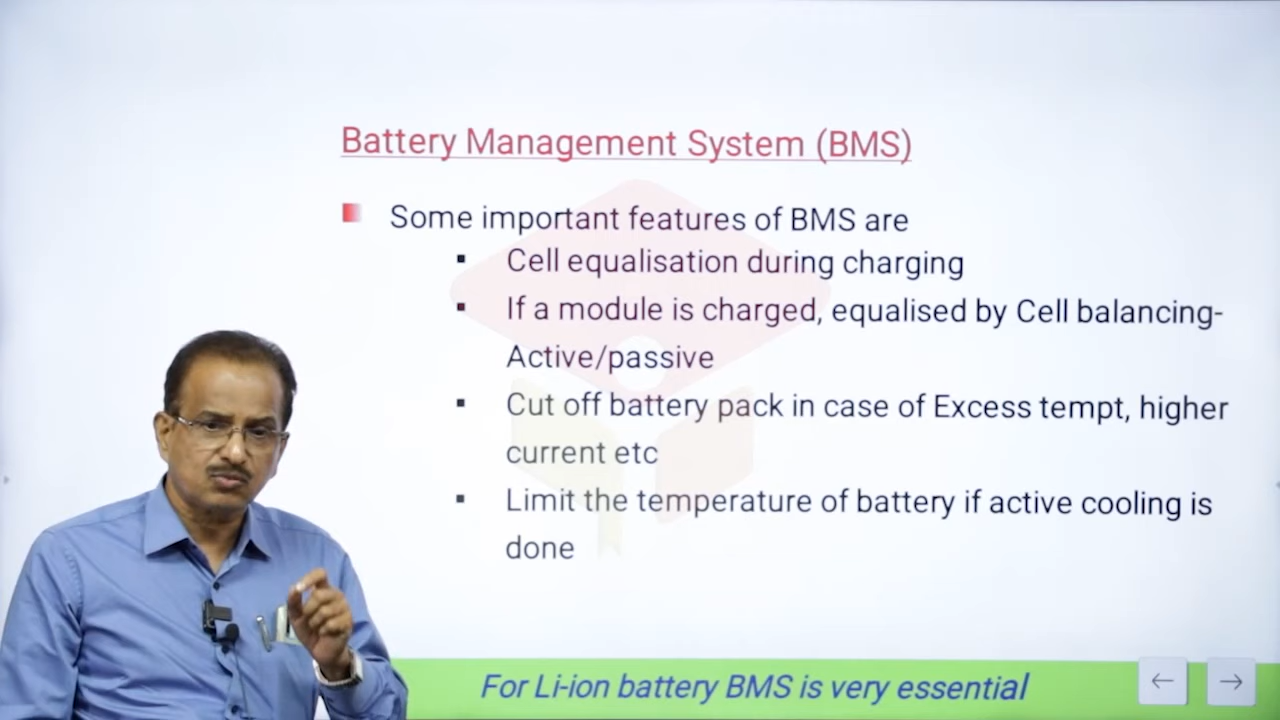 Battery Management System (BMS)
Some important features of BMS are
Cell equalisation during charging
If a module is charged, equalised by Cell balancing-
Active/passive
Cut off battery pack in case of Excess tempt, higher
current etc
Limit the temperature of battery if active cooling is
done
For Li-ion battery BMS is very essential